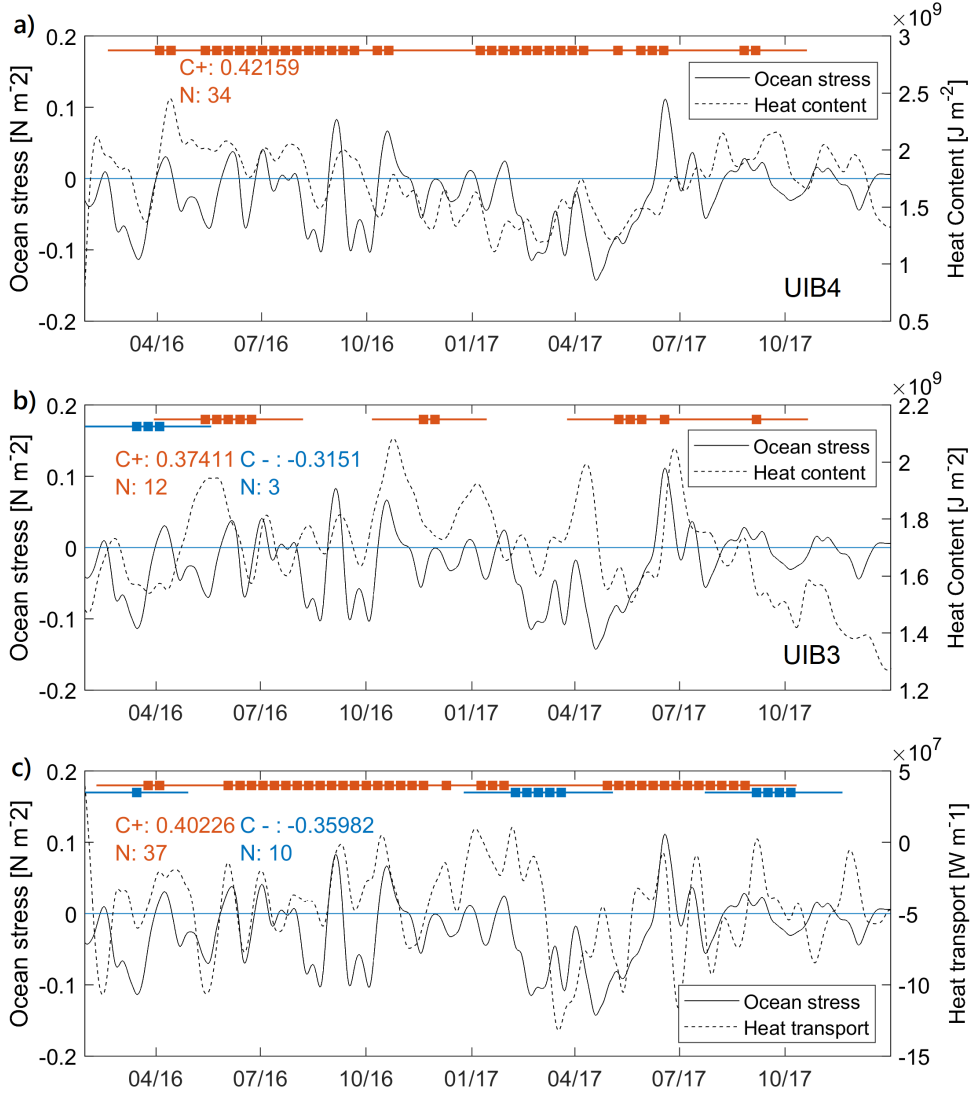 a)
×10⁹
0.2
0.1
0
-0.1
-0.2
Ocean stress [N m⁻2]
C+: 0.42159
N: 34
Ocean stress
Heat content
UIB4
3
2.5
2
1.5
1
0.5
Heat Content [J m⁻²]
04/16 07/16 10/16 01/17 04/17 07/17 10/17
b)
×10⁹
0.2
0.1
0
-0.1
-0.2
Ocean stress [N m⁻2]
C+: 0.37411 C - : -0.3151
N: 12 N: 3
Ocean stress
Heat content
UIB3
2.2
2
1.8
1.6
1.4
1.2
Heat Content [J m⁻2]
04/16 07/16 10/16 01/17 04/17 07/17 10/17
c)
×10⁷
0.2
0.1
0
-0.1
-0.2
Ocean stress [N m⁻2]
C+: 0.40226 C - : -0.35982
N: 37 N: 10
Ocean stress
Heat transport
5
0
-5
-10
-15
Heat transport [W m⁻1]
04/16 07/16 10/16 01/17 04/17 07/17 10/17